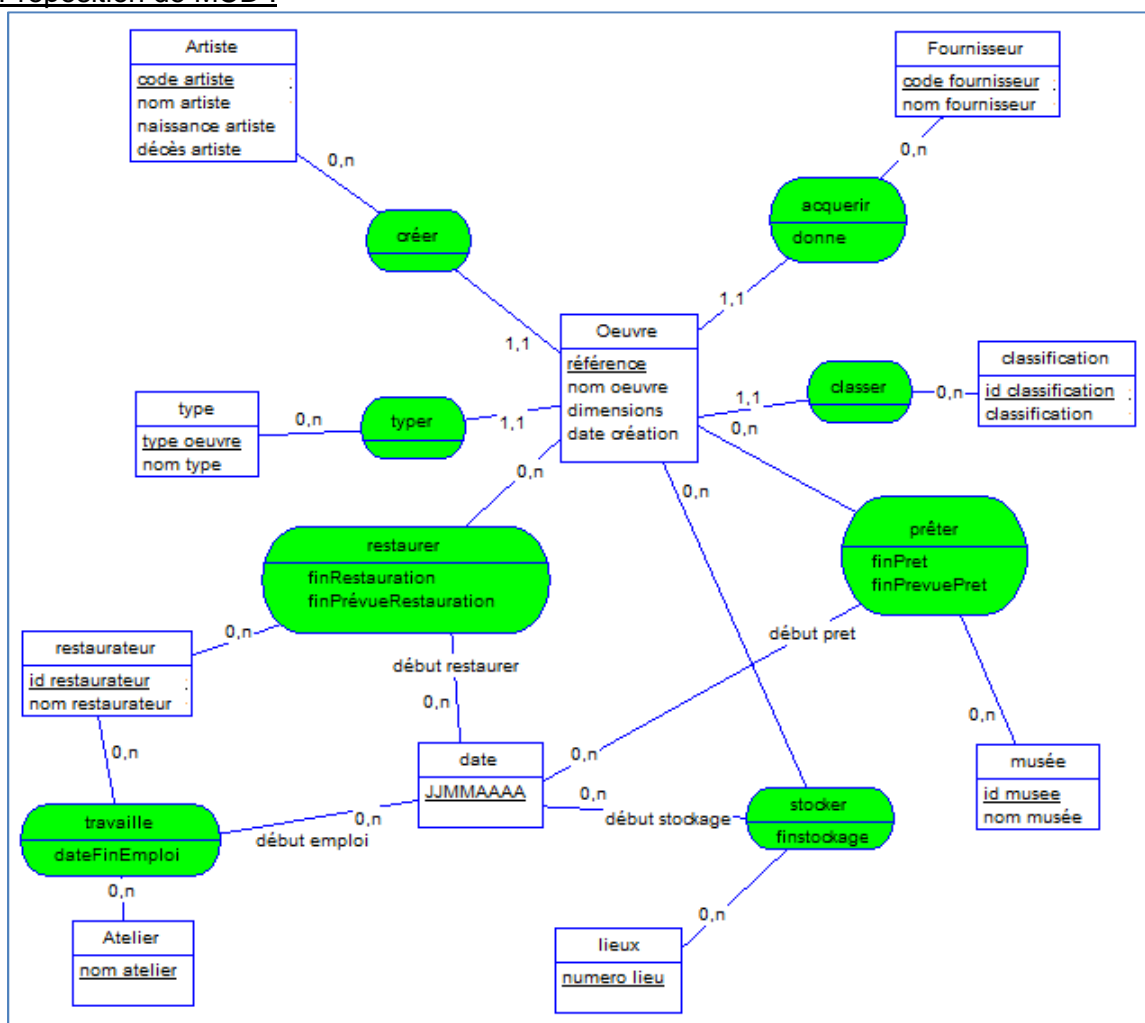 Proposition de MCD :
Artiste
code artiste
nom artiste
naissance artiste
décès artiste
Fournisseur
code fournisseur
nom fournisseur
0,n
0,n
créer
acquerir
donne
1,1
1,1
Oeuvre
référence
nom oeuvre
dimensions
date création
classification
id classification
classification
type
type oeuvre
nom type
0,n
typer
1,1
1,1
classer
0,n
0,n
0,n
0,n
restaurer
finRestauration
finPrévueRestauration
prêter
finPret
finPrevuePret
restaurateur
id restaurateur
nom restaurateur
0,n
début restaurer
début pret
0,n
0,n
0,n
date
JJMMAAAA
0,n
0,n
musée
id musee
nom musée
travaille
dateFinEmploi
0,n
début emploi
début stockage
stocker
finstockage
0,n
0,n
Atelier
nom atelier
lieux
numero lieu